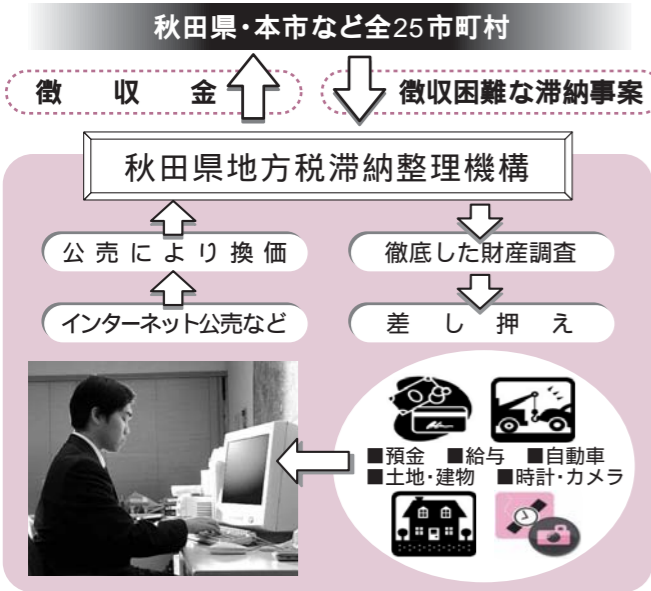 秋田県・本市など全25市町村
徴収金
徴収困難な滞納事案
秋田県地方税滞納整理機構
公売により換価
徹底した財産調査
インターネット公売など
差し押え
■預金 ■給与 ■自動車
■土地・建物 ■時計・カメラ